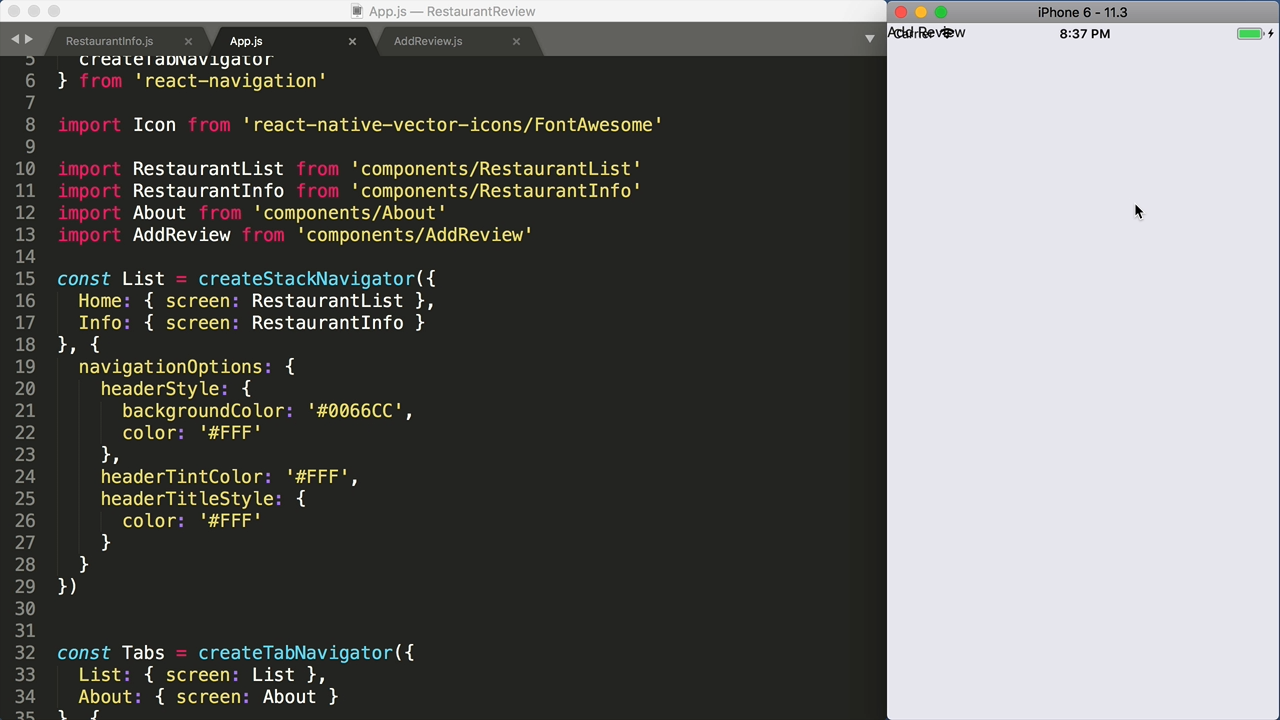 App.js — RestaurantReview
RestaurantInfo.js
App.js
AddReview.js
5 createTabNavigator
6 } from 'react-navigation'
7
8 import Icon from 'react-native-vector-icons/FontAwesome'
9
10 import RestaurantList from 'components/RestaurantList'
11 import RestaurantInfo from 'components/RestaurantInfo'
12 import About from 'components/About'
13 import AddReview from 'components/AddReview'
14
15 const List = createStackNavigator({
16 Home: { screen: RestaurantList },
17 Info: { screen: RestaurantInfo }
18 }, {
19 navigationOptions: {
20 headerStyle: {
21 backgroundColor: '#0066CC',
22 color: '#FFF'
23 },
24 headerTintColor: '#FFF',
25 headerTitleStyle: {
26 color: '#FFF'
27 }
28 }
29 })
30
31
32 const Tabs = createTabNavigator({
33 List: { screen: List },
34 About: { screen: About }
35 }, {
iPhone 6 - 11.3
Add Review
Carrier
8:37 PM